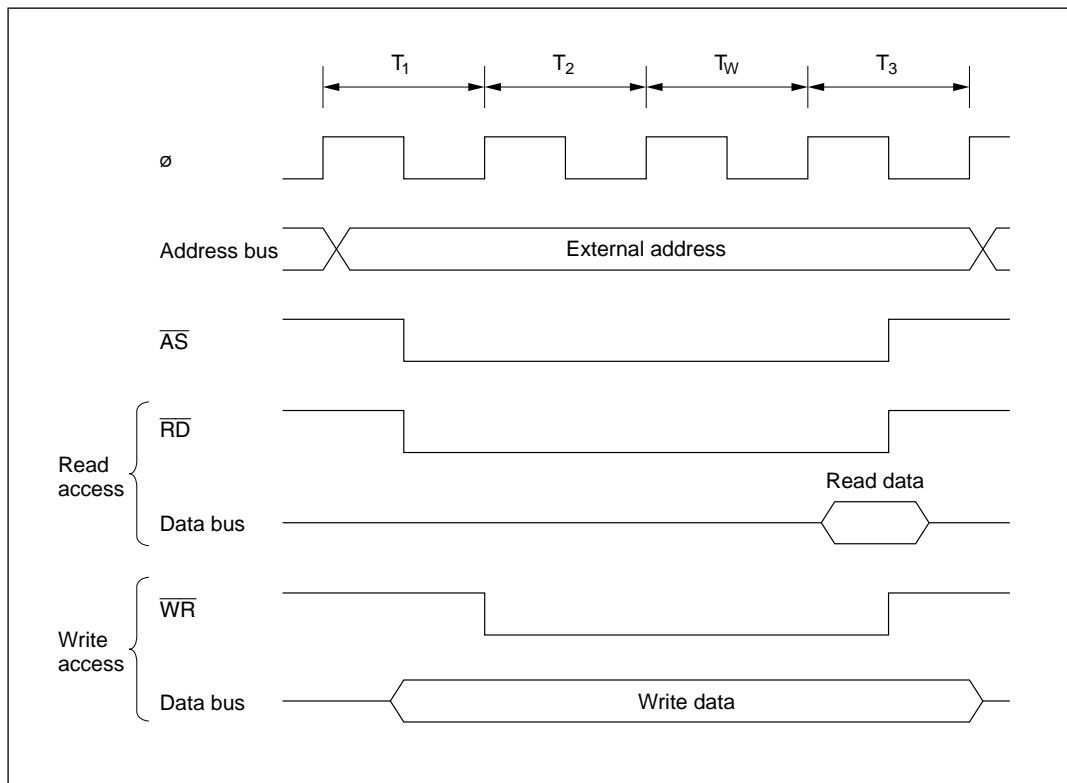 T1 T2 TW T3
ø
Address bus
External address
AS
RD
Read access
Read data
Data bus
WR
Write access
Data bus
Write data